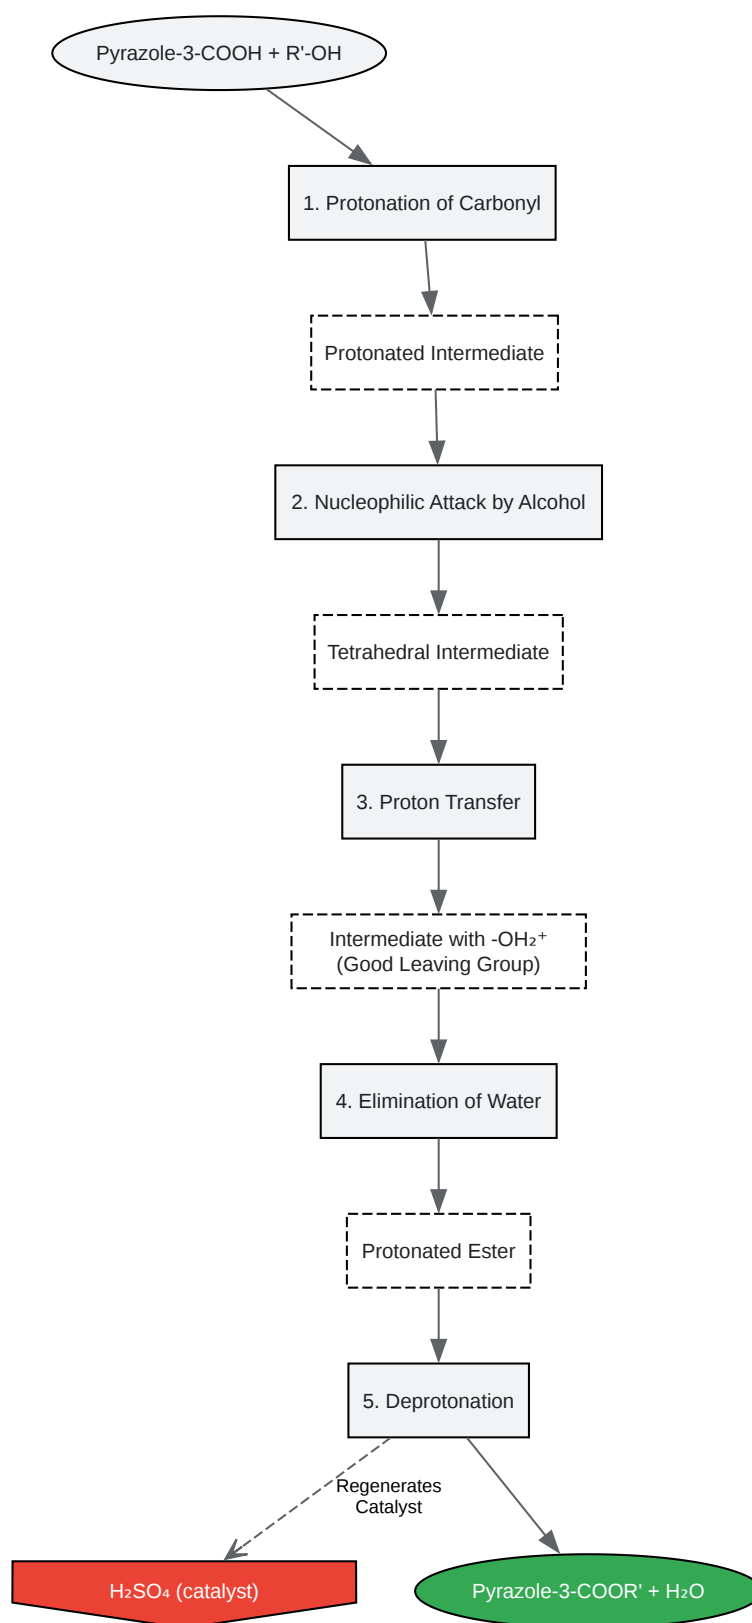 Pyrazole-3-COOH + R'-OH
1. Protonation of Carbonyl
Protonated Intermediate
2. Nucleophilic Attack by Alcohol
Tetrahedral Intermediate
3. Proton Transfer
Intermediate with -OH₂⁺
(Good Leaving Group)
4. Elimination of Water
Protonated Ester
5. Deprotonation
Regenerates
Catalyst
H₂SO₄ (catalyst)
Pyrazole-3-COOR' + H₂O